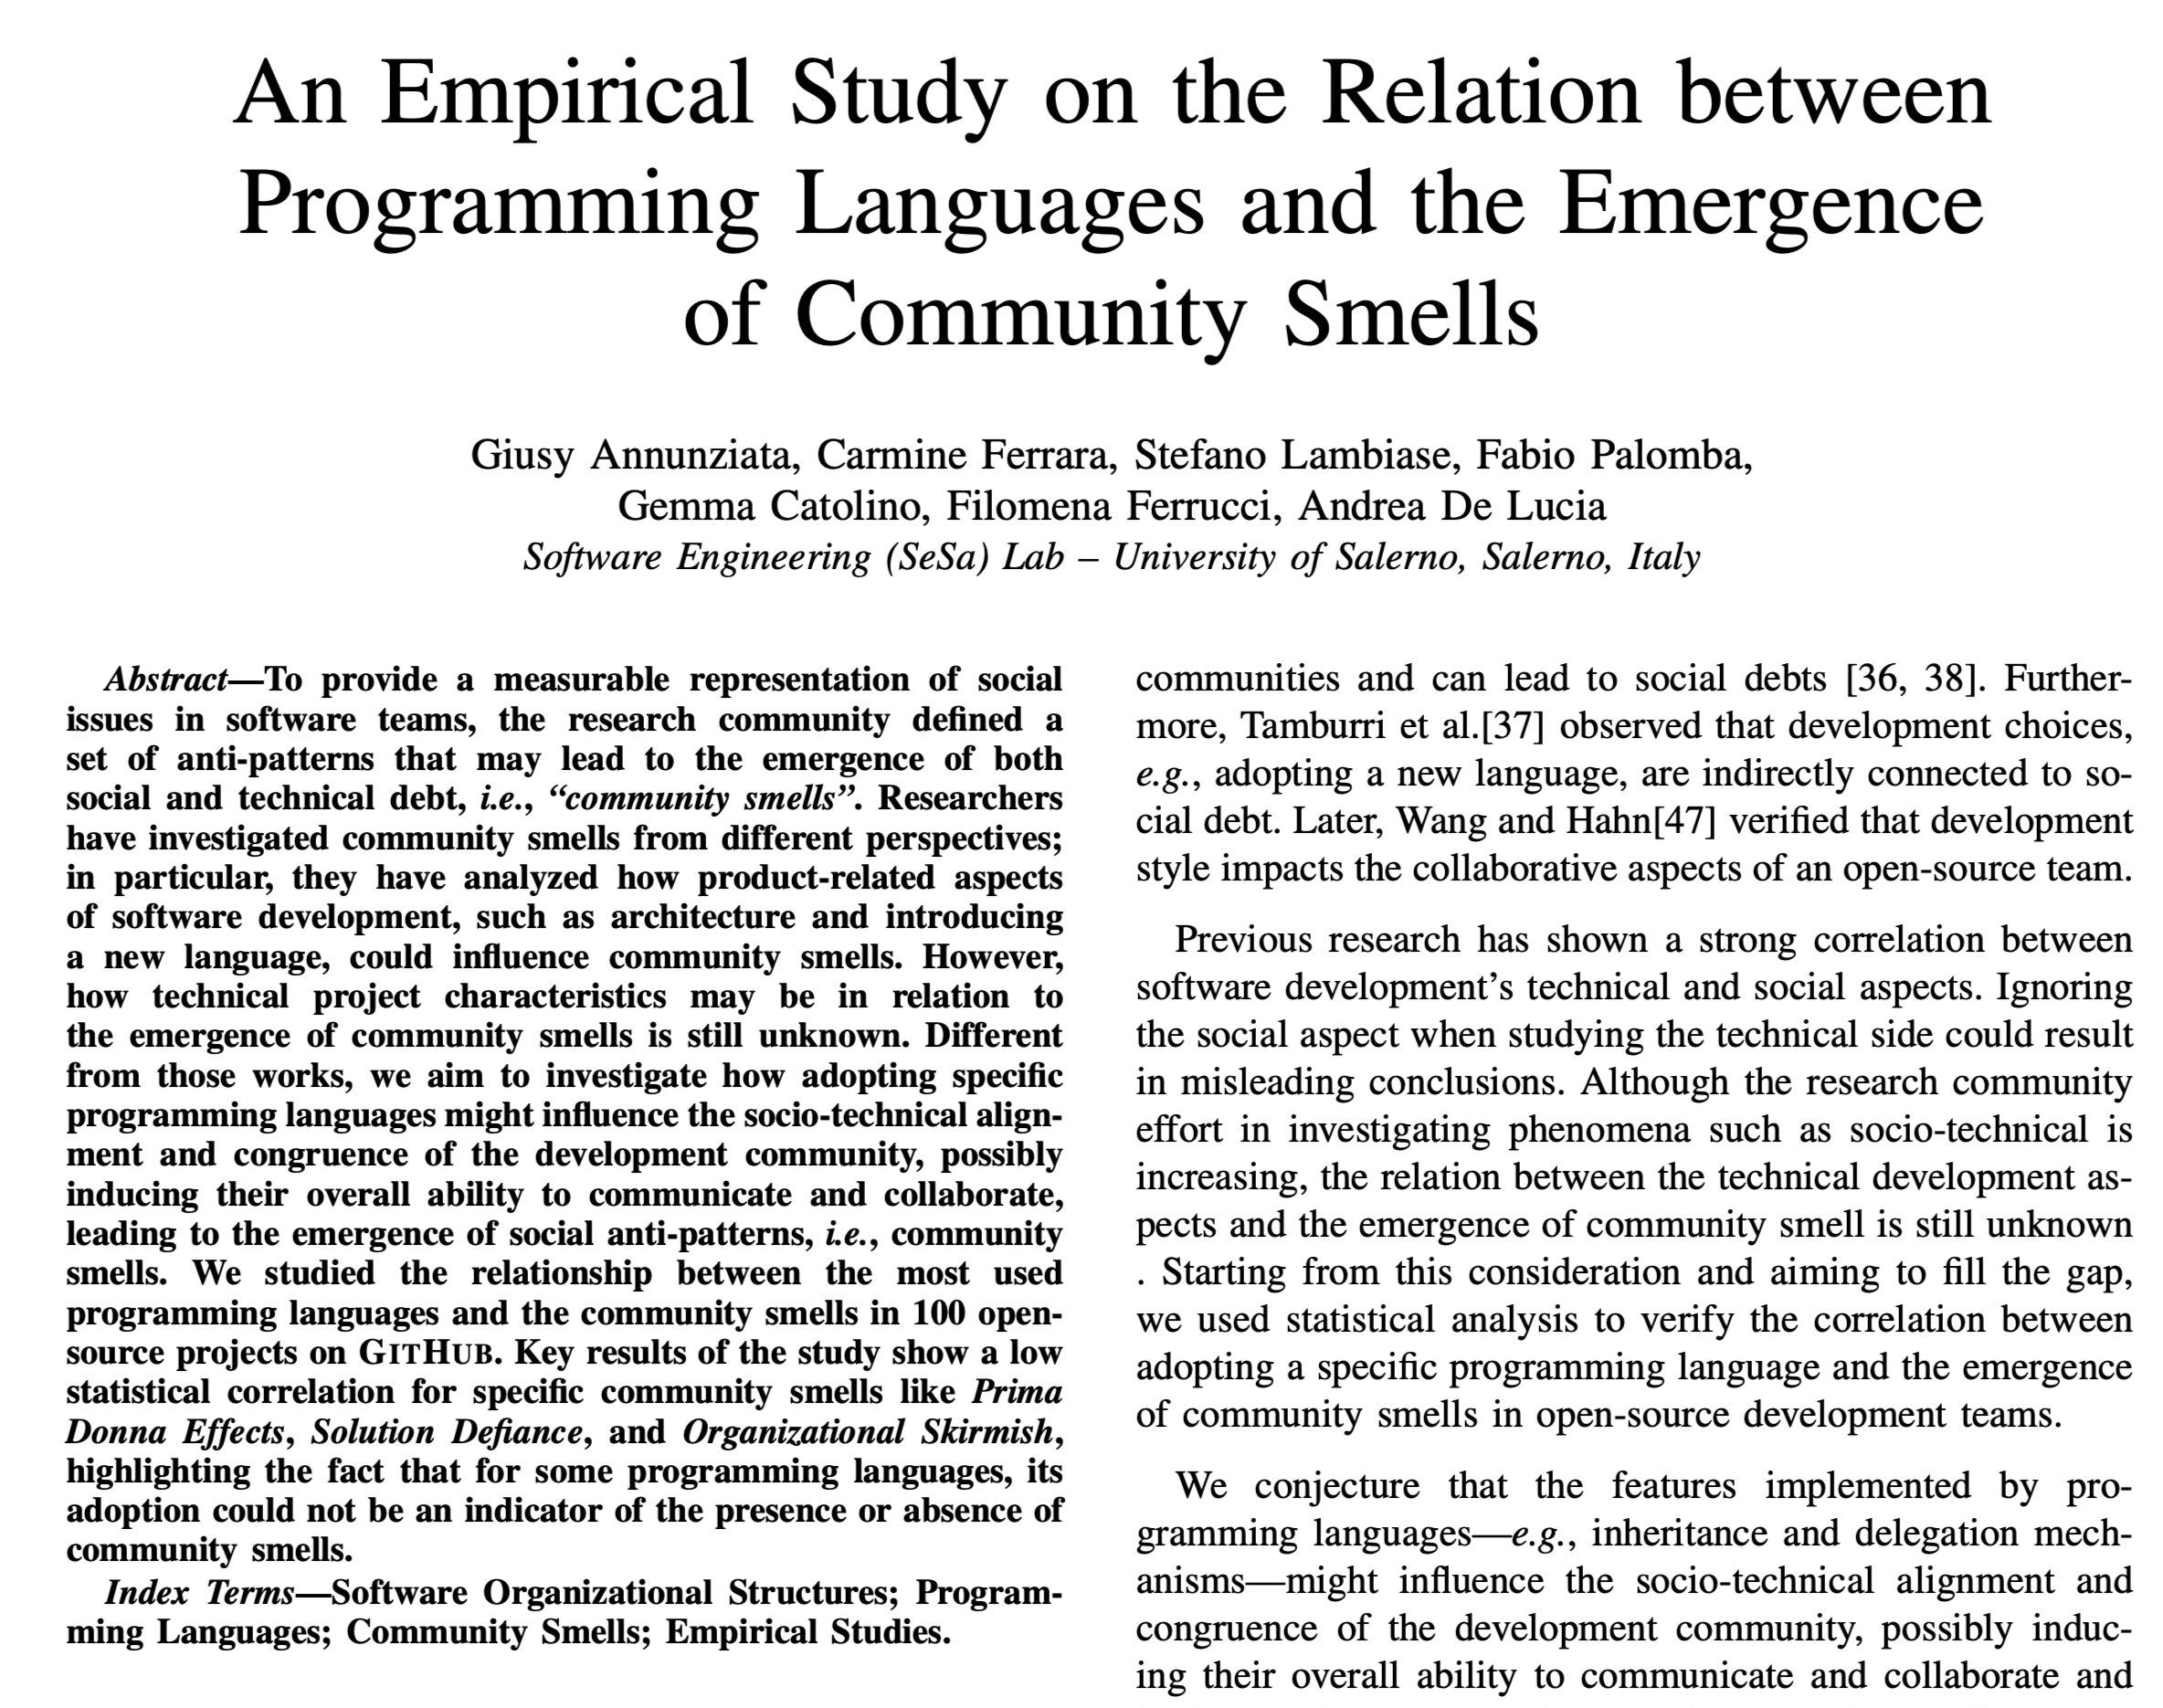 An Empirical Study on the Relation between
Programming Languages and the Emergence
of Community Smells
Giusy Annunziata, Carmine Ferrara, Stefano Lambiase, Fabio Palomba,
Gemma Catolino, Filomena Ferrucci, Andrea De Lucia
Software Engineering (SeSa) Lab – University of Salerno, Salerno, Italy
Abstract—To provide a measurable representation of social
issues in software teams, the research community defined a
set of anti-patterns that may lead to the emergence of both
social and technical debt, i.e., “community smells”. Researchers
have investigated community smells from different perspectives;
in particular, they have analyzed how product-related aspects
of software development, such as architecture and introducing
a new language, could influence community smells. However,
how technical project characteristics may be in relation to
the emergence of community smells is still unknown. Different
from those works, we aim to investigate how adopting specific
programming languages might influence the socio-technical align-
ment and congruence of the development community, possibly
inducing their overall ability to communicate and collaborate,
leading to the emergence of social anti-patterns, i.e., community
smells. We studied the relationship between the most used
programming languages and the community smells in 100 open-
source projects on GITHUB. Key results of the study show a low
statistical correlation for specific community smells like Prima
Donna Effects, Solution Defiance, and Organizational Skirmish,
highlighting the fact that for some programming languages, its
adoption could not be an indicator of the presence or absence of
community smells.
Index Terms—Software Organizational Structures; Program-
ming Languages; Community Smells; Empirical Studies.
communities and can lead to social debts [36, 38]. Further-
more, Tamburri et al.[37] observed that development choices,
e.g., adopting a new language, are indirectly connected to so-
cial debt. Later, Wang and Hahn[47] verified that development
style impacts the collaborative aspects of an open-source team.
Previous research has shown a strong correlation between
software development’s technical and social aspects. Ignoring
the social aspect when studying the technical side could result
in misleading conclusions. Although the research community
effort in investigating phenomena such as socio-technical is
increasing, the relation between the technical development as-
pects and the emergence of community smell is still unknown
. Starting from this consideration and aiming to fill the gap,
we used statistical analysis to verify the correlation between
adopting a specific programming language and the emergence
of community smells in open-source development teams.
We conjecture that the features implemented by pro-
gramming languages—e.g., inheritance and delegation mech-
anisms—might influence the socio-technical alignment and
congruence of the development community, possibly induc-
ing their overall ability to communicate and collaborate and